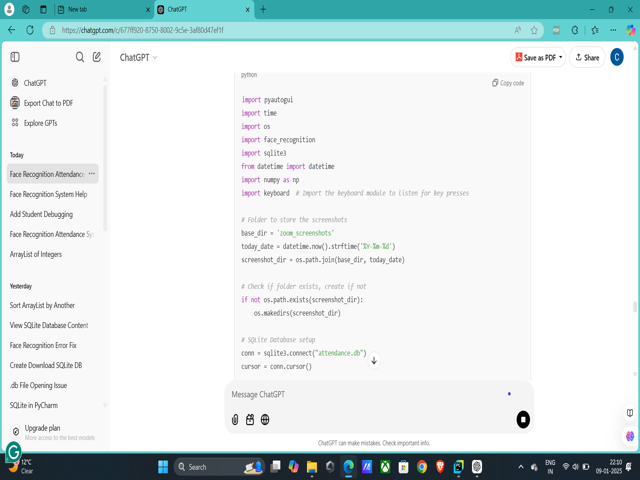 New tab
ChatGPT
https://chatgpt.com/c/677ff920-8750-8002-9c5e-3af80d47ef1f
ChatGPT
Save as PDF
Share
C
ChatGPT
Export Chat to PDF
Explore GPTs
Today
Face Recognition Attendanc
Face Recognition System Help
Add Student Debugging
Face Recognition Attendance Sy
ArrayList of Integers
Yesterday
Sort ArrayList by Another
View SQLite Database Content
Face Recognition Error Fix
Create Download SQLite DB
.db File Opening Issue
SQLite in PyCharm
Upgrade plan
More access to the best models
python
Copy code
import pyautogui
import time
import os
import face_recognition
import sqlite3
from datetime import datetime
import numpy as np
import keyboard # Import the keyboard module to listen for key presses
# Folder to store the screenshots
base_dir = 'zoom_screenshots'
today_date = datetime.now().strftime('%Y-%m-%d')
screenshot_dir = os.path.join(base_dir, today_date)
# Check if folder exists, create if not
if not os.path.exists(screenshot_dir):
os.makedirs(screenshot_dir)
# SQLite Database setup
conn = sqlite3.connect("attendance.db")
cursor = conn.cursor()
Message ChatGPT
ChatGPT can make mistakes. Check important info.
12°C
Clear
Search
ENG
IN
22:10
09-01-2025